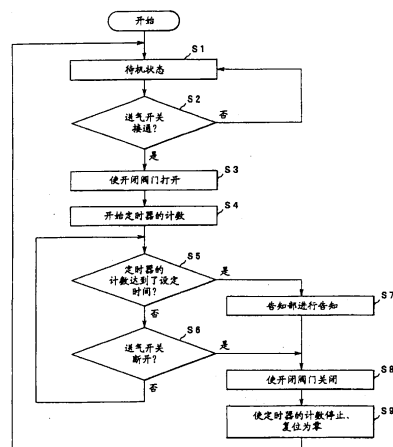 开始
S1
待机状态
S2
送气开关
接通?
否
是
S3
使开闭阀门打开
S4
开始定时器的计数
S5
定时器的
计数达到了设定
时间?
是
否
S7
告知部进行告知
S6
送气开关
断开?
是
否
S8
使开闭阀门关闭
S9
使定时器的计数停止、
复位为零